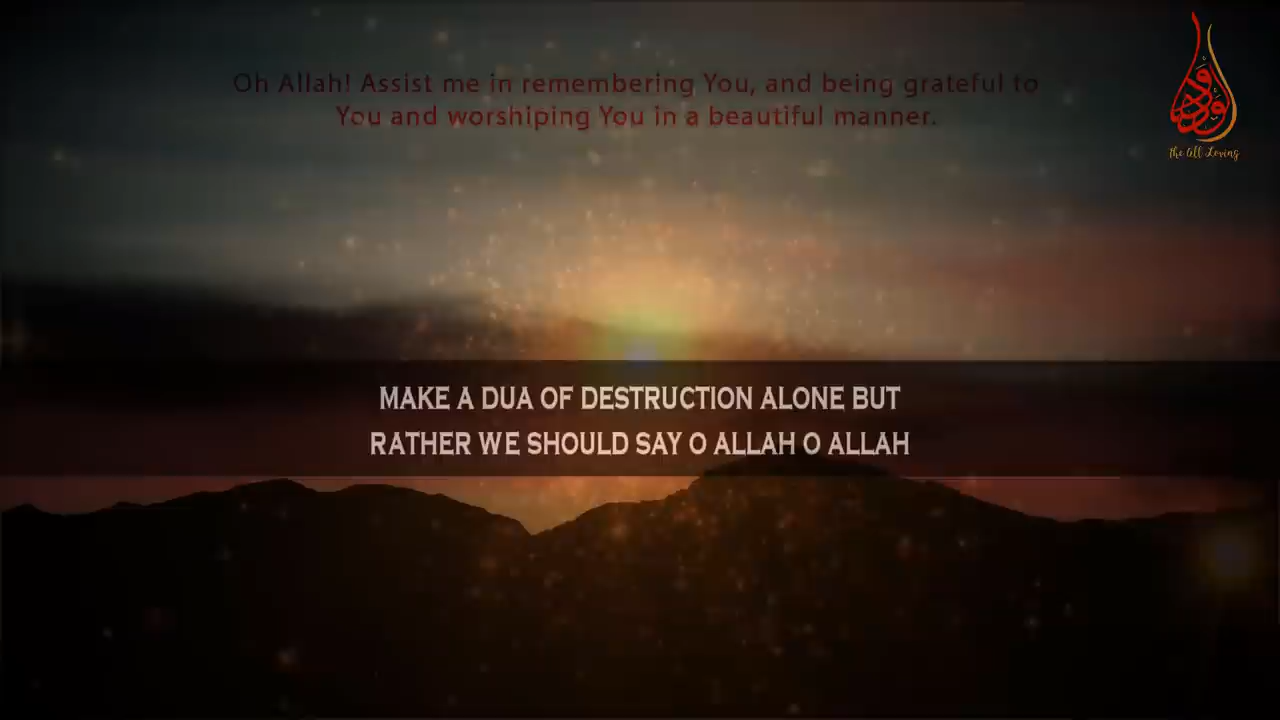 Oh Allah! Assist me in remembering You, and being grateful to
You and worshiping You in a beautiful manner.
the All Loving
MAKE A DUA OF DESTRUCTION ALONE BUT
RATHER WE SHOULD SAY O ALLAH O ALLAH